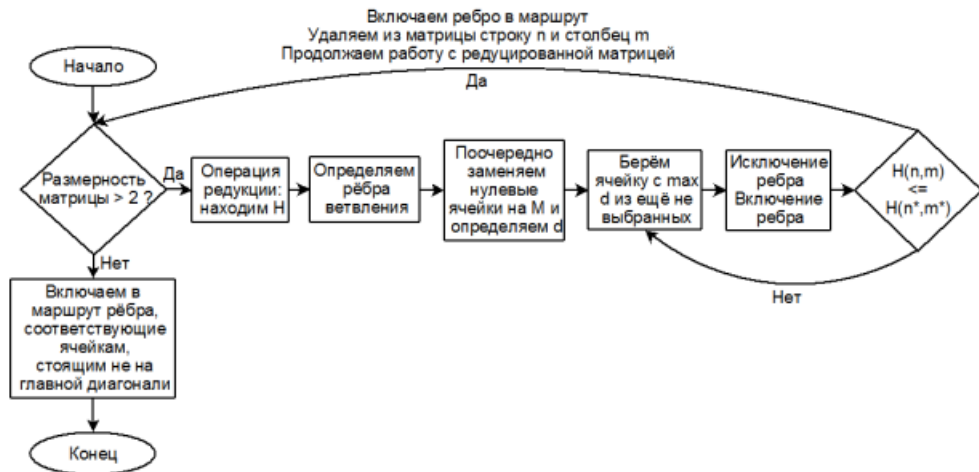 Включаем ребро в маршрут
Удаляем из матрицы строку n и столбец m
Продолжаем работу с редуцированной матрицей
Да
Начало
Размерность
матрицы > 2 ?
Да
Операция
редукции:
находим H
Определяем
рёбра
ветвления
Поочередно
заменяем
нулевые
ячейки на M и
определяем d
Берём
ячейку с max
d из ещё не
выбранных
Исключение
ребра
Включение
ребра
H(n,m)
<=
H(n*,m*)
Нет
Нет
Включаем в
маршрут рёбра,
соответствующие
ячейкам,
стоящим не на
главной диагонали
Конец